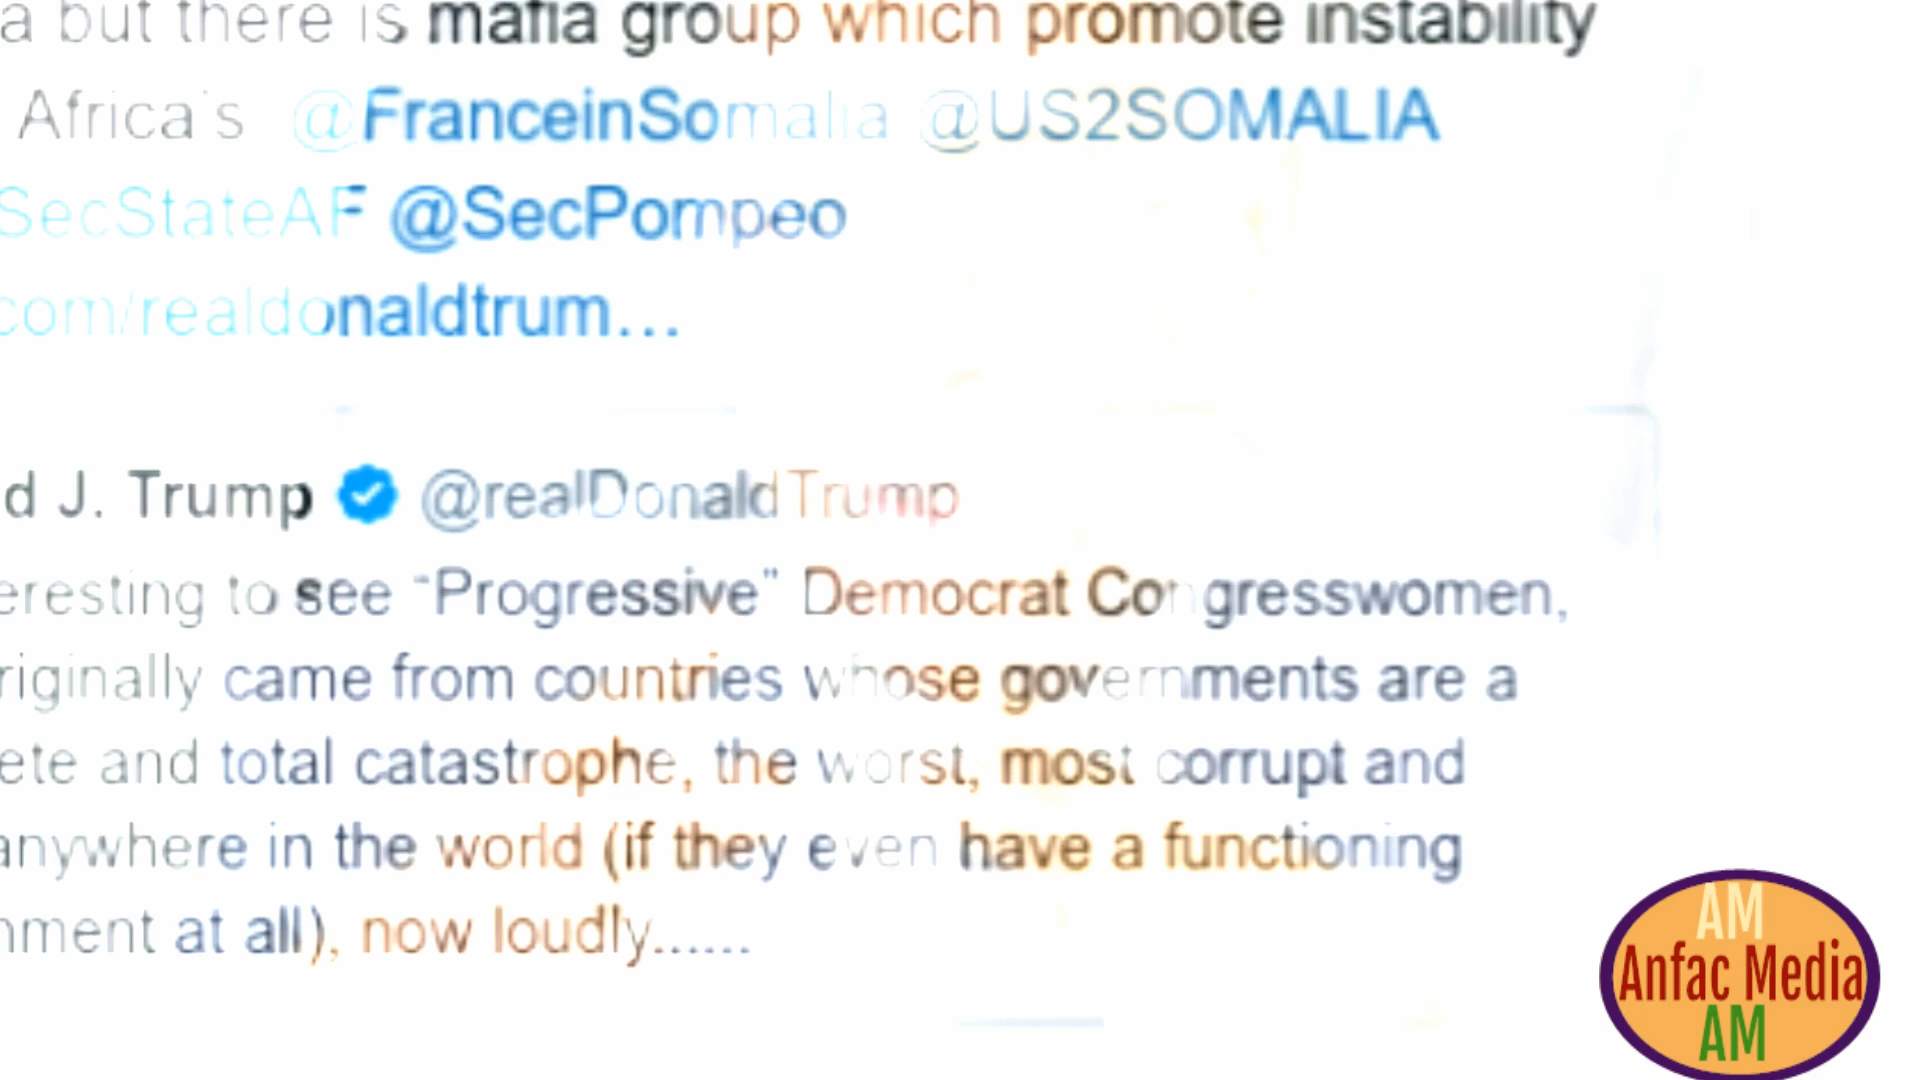 a but there is mafia group which promote instability
Africa's @FranceinSomalia @US2SOMALIA
SecStateAF @SecPompeo
com/realdonaldtrum...
d J. Trump @realDonaldTrump
eresting to see "Progressive" Democrat Congresswomen,
riginally came from countries whose governments are a
ete and total catastrophe, the worst, most corrupt and
anywhere in the world (if they even have a functioning
nment at all), now loudly......
AM
Anfac Media
AM